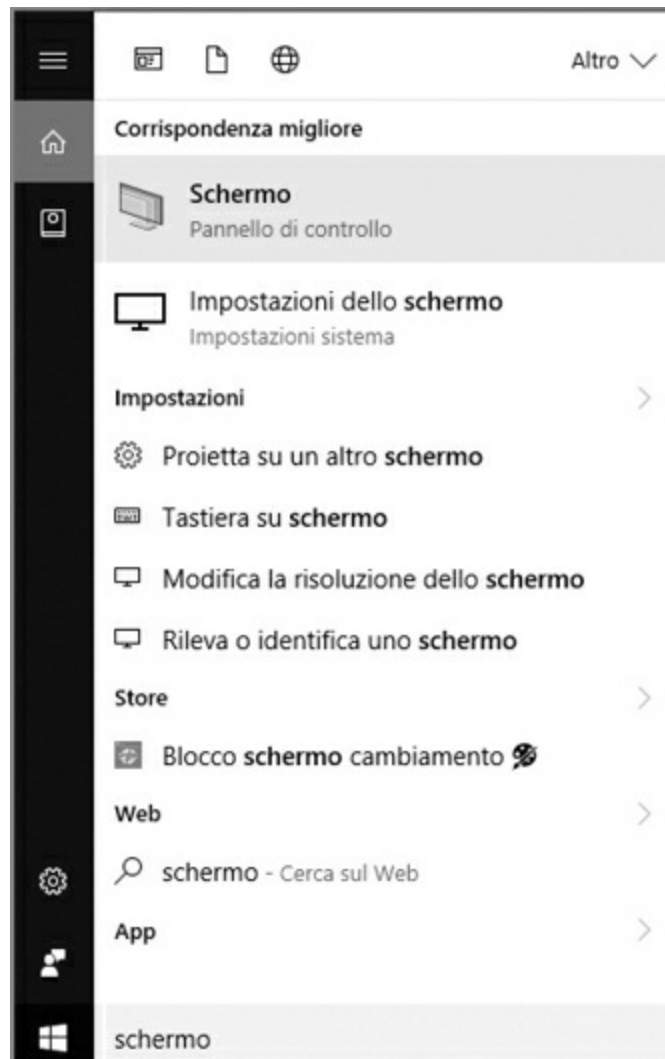 Altro
Corrispondenza migliore
Schermo
Pannello di controllo
Impostazioni dello schermo
Impostazioni sistema
Impostazioni
Proietta su un altro schermo
Tastiera su schermo
Modifica la risoluzione dello schermo
Rileva o identifica uno schermo
Store
Blocco schermo cambiamento
Web
schermo - Cerca sul Web
App
schermo